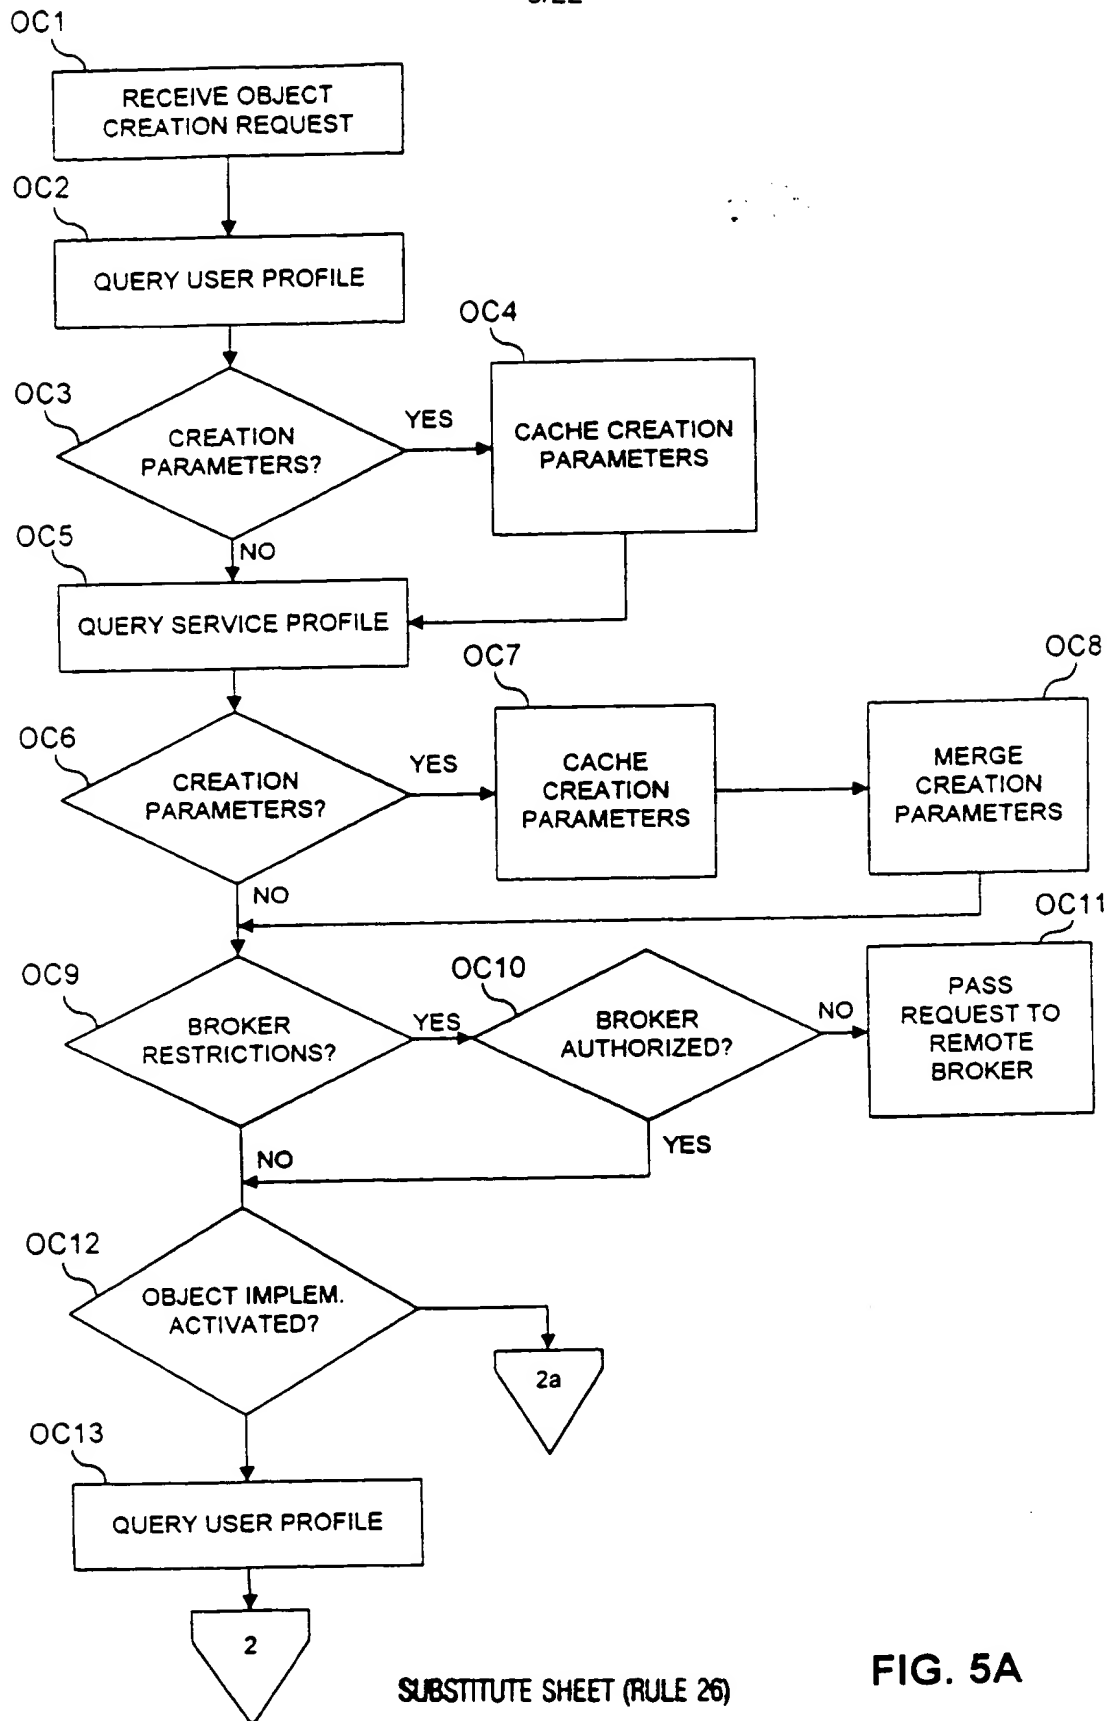 OC1
RECEIVE OBJECT
CREATION REQUEST
OC2
QUERY USER PROFILE
OC4
OC3
CREATION
PARAMETERS?
YES
CACHE CREATION
PARAMETERS
OC5
NO
QUERY SERVICE PROFILE
OC7
OC8
OC6
CREATION
PARAMETERS?
YES
CACHE
CREATION
PARAMETERS
MERGE
CREATION
PARAMETERS
NO
OC11
OC9
BROKER
RESTRICTIONS?
YES
OC10
BROKER
AUTHORIZED?
NO
PASS
REQUEST TO
REMOTE
BROKER
NO
YES
OC12
OBJECT IMPLEM.
ACTIVATED?
2a
OC13
QUERY USER PROFILE
2
SUBSTITUTE SHEET (RULE 26)
FIG. 5A